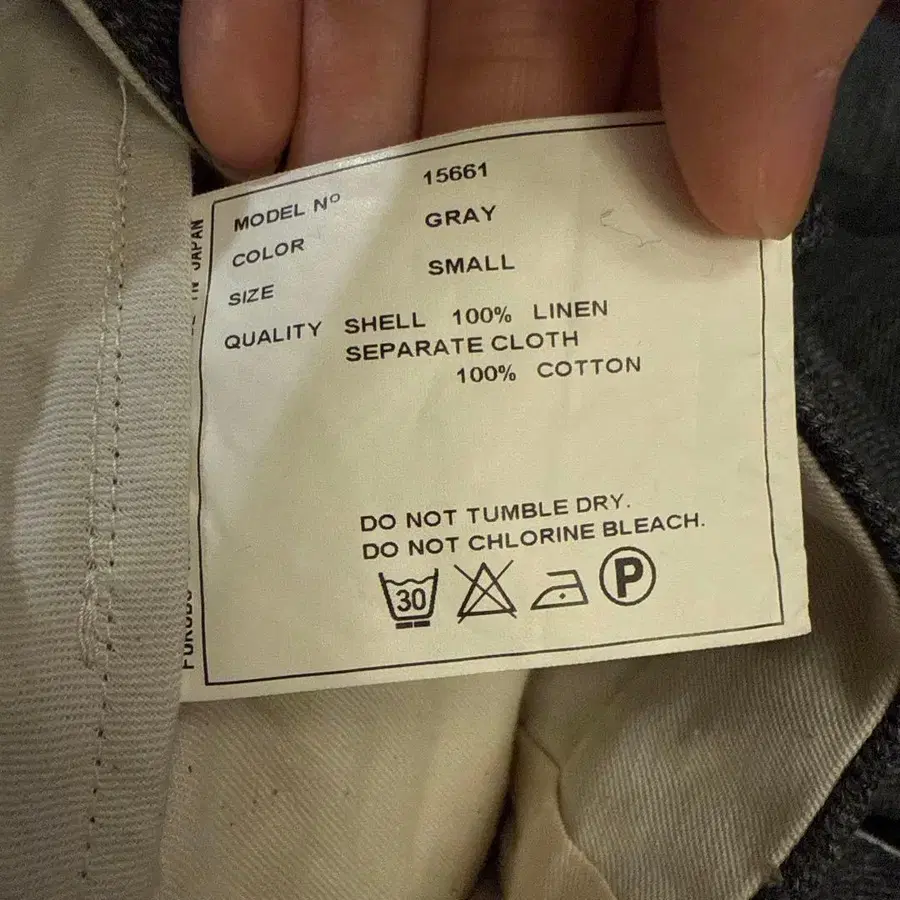 MODEL Nº 15661
COLOR GRAY
SIZE SMALL
QUALITY SHELL 100% LINEN
SEPARATE CLOTH
100% COTTON
DO NOT TUMBLE DRY.
DO NOT CHLORINE BLEACH.
30 P
JAPAN